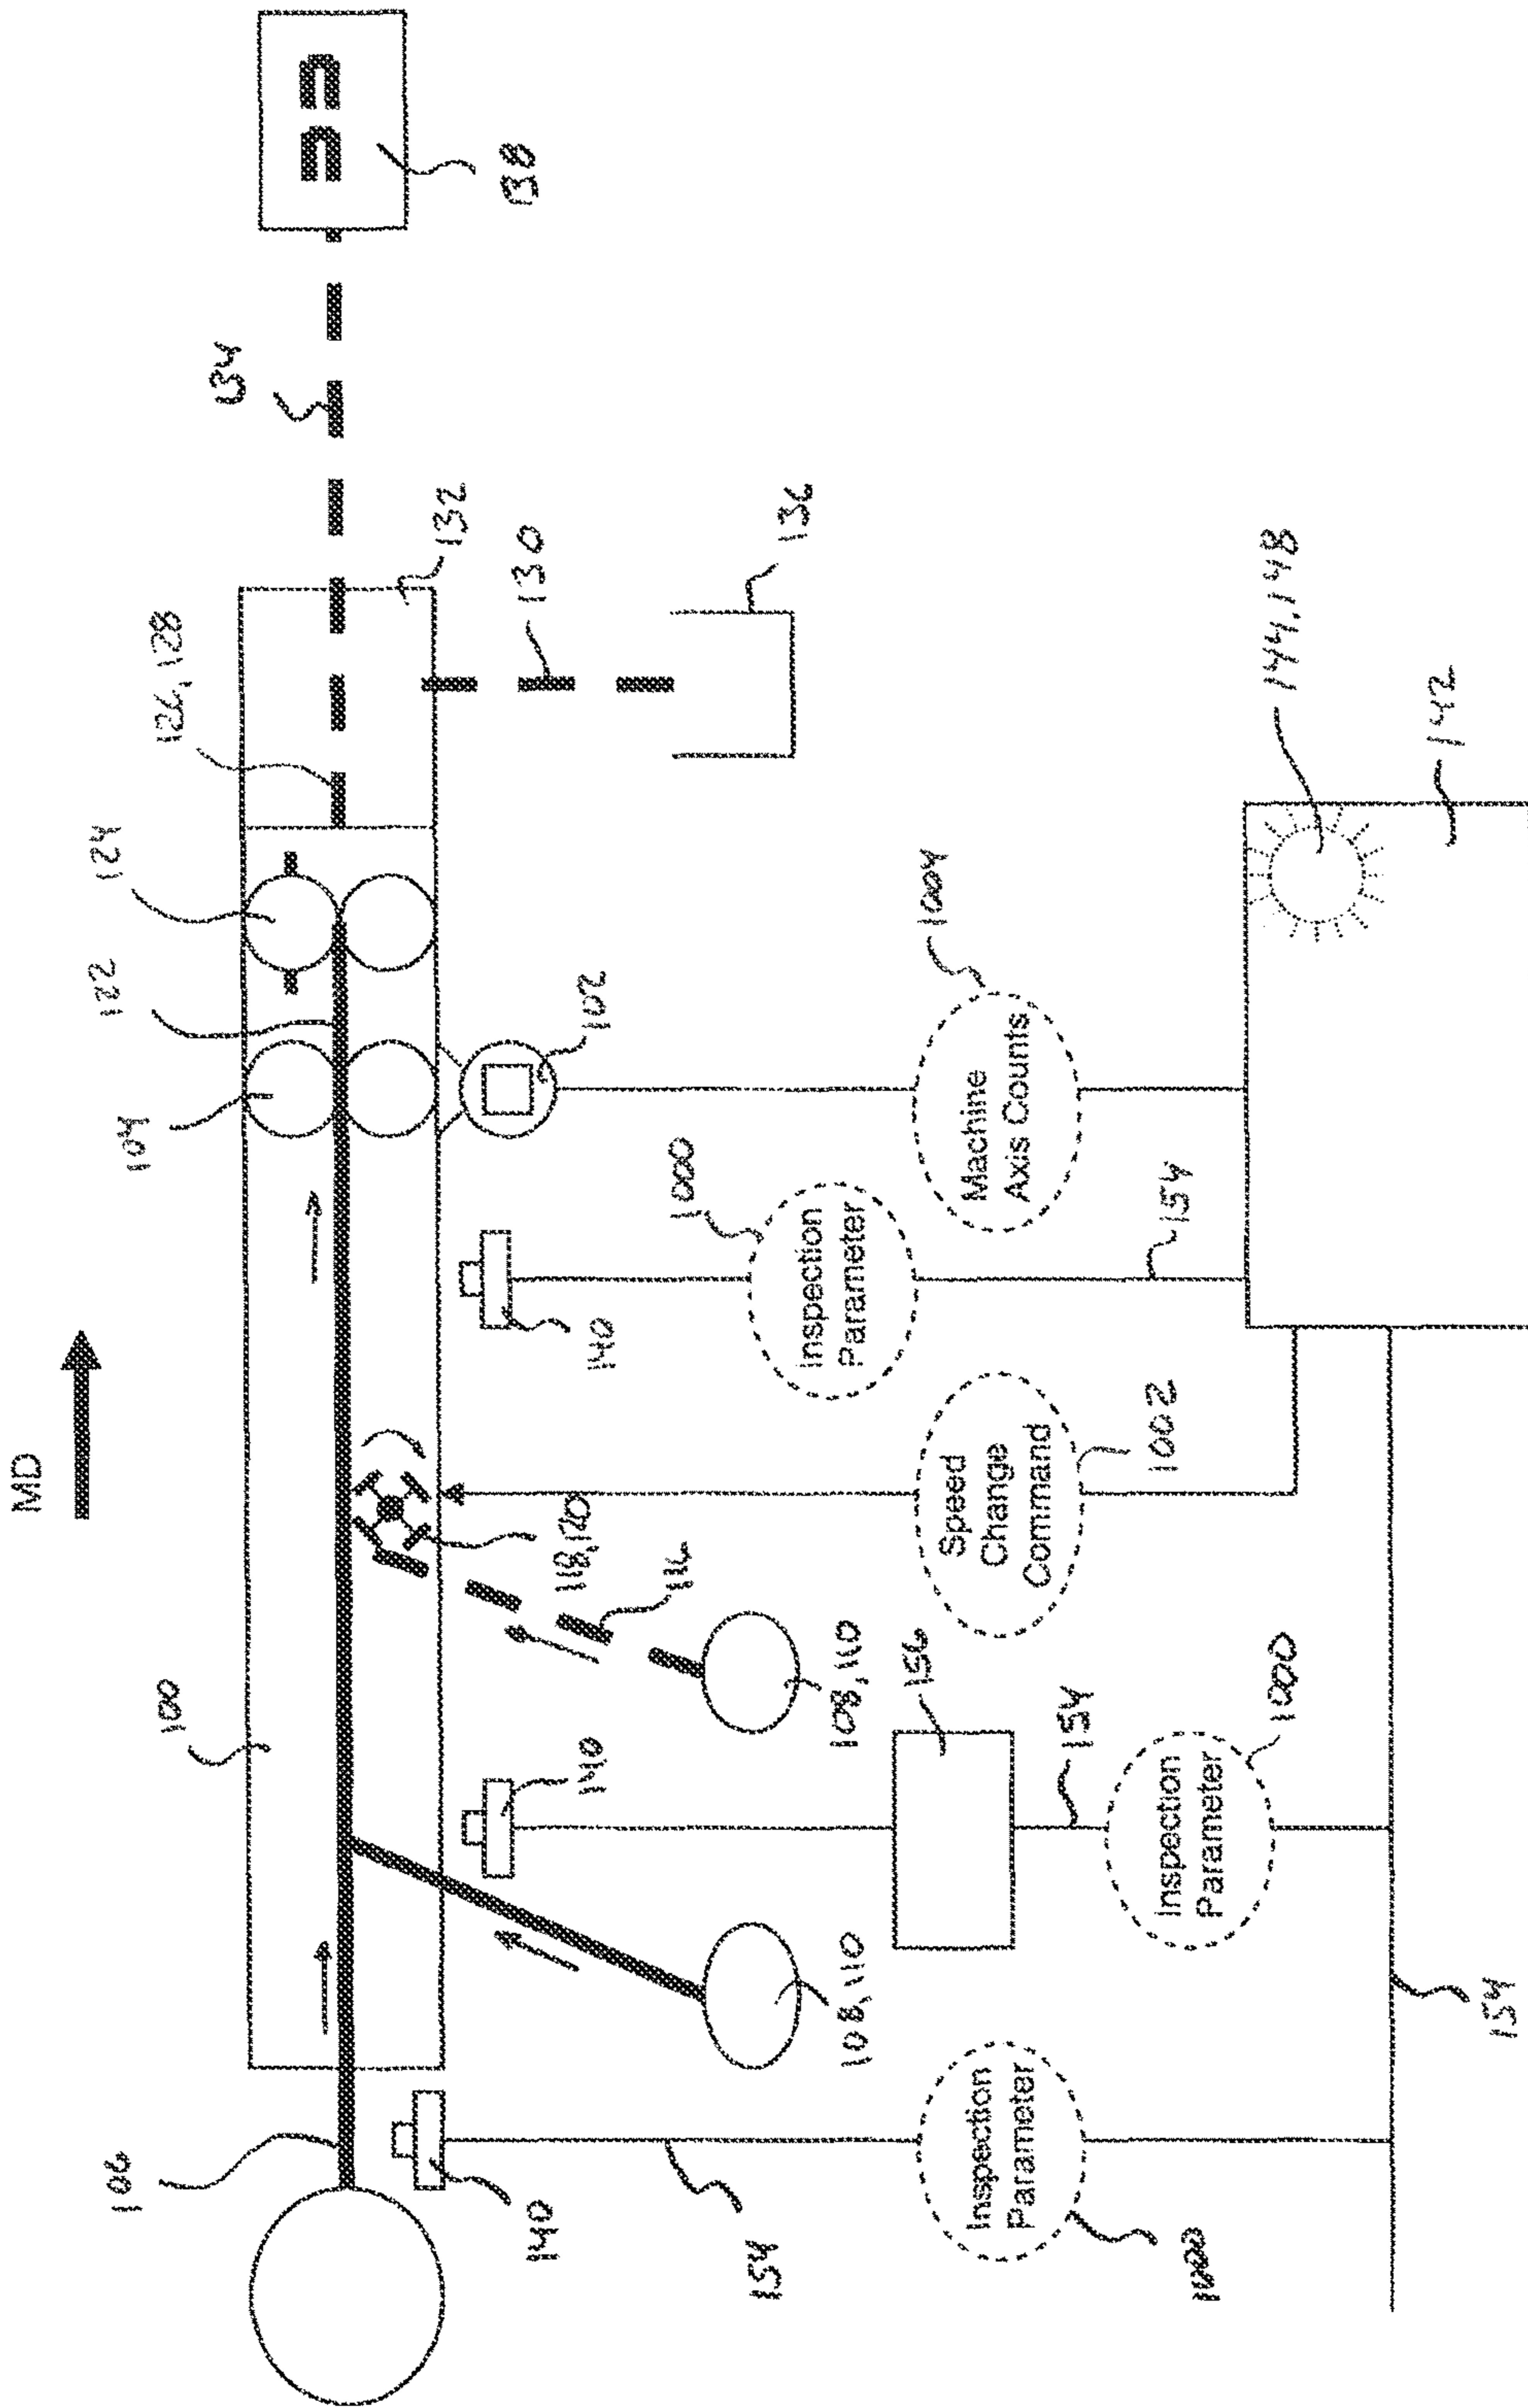 MD
100
106
104
122
124
126, 128
134
138
132
130
136
102
118, 120
116
108, 110
108, 110
140
140
140
156
154
154
154
154
144, 148
142
Inspection
Parameter
1000
Inspection
Parameter
1000
Speed
Change
Command
1002
Inspection
Parameter
1000
Machine
Axis Counts
1004